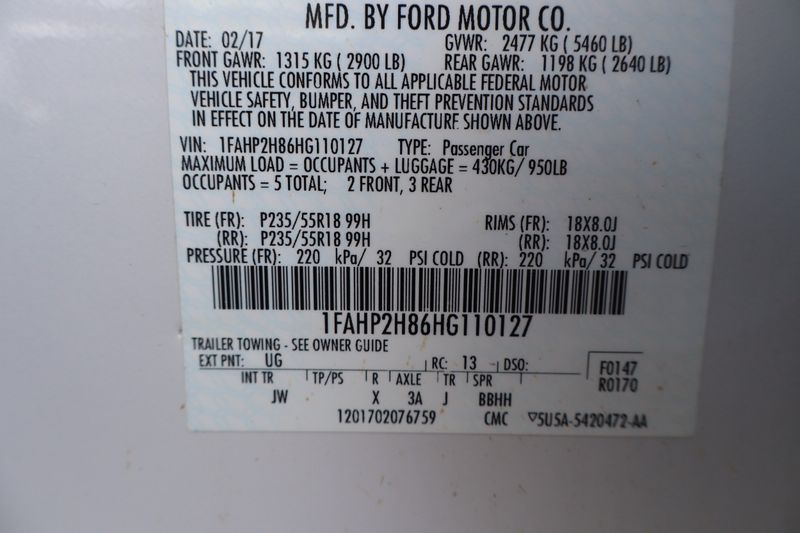 MFD. BY FORD MOTOR CO.
DATE: 02/17 GVWR: 2477 KG ( 5460 LB)
FRONT GAWR: 1315 KG ( 2900 LB) REAR GAWR: 1198 KG ( 2640 LB)
THIS VEHICLE CONFORMS TO ALL APPLICABLE FEDERAL MOTOR
VEHICLE SAFETY, BUMPER, AND THEFT PREVENTION STANDARDS
IN EFFECT ON THE DATE OF MANUFACTURE SHOWN ABOVE.
VIN: 1FAHP2H86HG110127 TYPE: Passenger Car
MAXIMUM LOAD = OCCUPANTS + LUGGAGE = 430KG/ 950LB
OCCUPANTS = 5 TOTAL; 2 FRONT, 3 REAR
TIRE (FR): P235/55R18 99H RIMS (FR): 18X8.0J
(RR): P235/55R18 99H (RR): 18X8.0J
PRESSURE (FR): 220 kPa/ 32 PSI COLD (RR): 220 kPa/ 32 PSI COLD
1FAHP2H86HG110127
TRAILER TOWING - SEE OWNER GUIDE
EXT PNT: UG RC: 13 DSO: F0147
INT TR TP/PS R AXLE TR SPR R0170
JW X 3A J BBHH
1201702076759 CMC ▽5U5A-5420472-AA